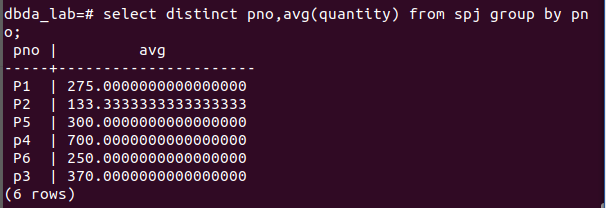 dbda_lab=# select distinct pno,avg(quantity) from spj group by pn
o;
 pno |         avg
-----+----------------------
 P1  | 275.0000000000000000
 P2  | 133.3333333333333333
 P5  | 300.0000000000000000
 p4  | 700.0000000000000000
 P6  | 250.0000000000000000
 p3  | 370.0000000000000000
(6 rows)